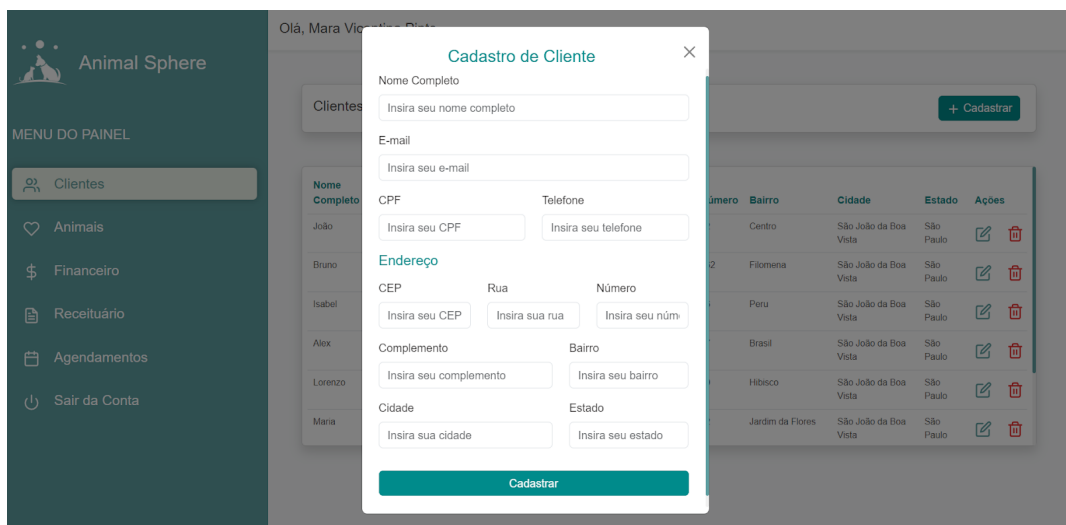 Olá, Mara
Animal Sphere
MENU DO PAINEL
Clientes
Animais
Financeiro
Receituário
Agendamentos
Sair da Conta
Clientes
+ Cadastrar
Cadastro de Cliente
Nome Completo
Insira seu nome completo
E-mail
Insira seu e-mail
CPF Telefone
Insira seu CPF Insira seu telefone
Endereço
CEP Rua Número
Insira seu CEP Insira sua rua Insira seu núm
Complemento Bairro
Insira seu complemento Insira seu bairro
Cidade Estado
Insira sua cidade Insira seu estado
Cadastrar
Nome Completo Bairro Cidade Estado Ações
João Centro São João da Boa Vista São Paulo
Bruno Filomena São João da Boa Vista São Paulo
Isabel Peru São João da Boa Vista São Paulo
Alex Brasil São João da Boa Vista São Paulo
Lorenzo Hibisco São João da Boa Vista São Paulo
Maria Jardim da Flores São João da Boa Vista São Paulo